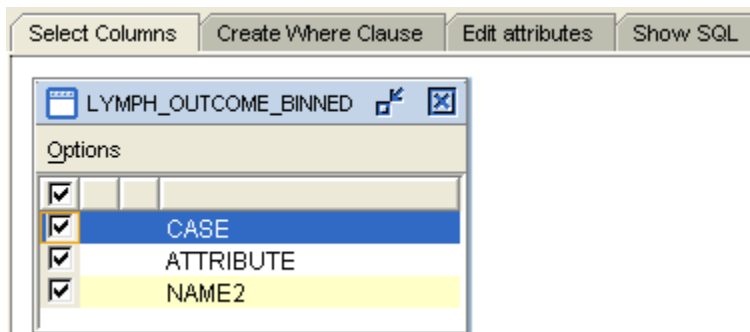 Select Columns Create Where Clause Edit attributes Show SQL
LYMPH_OUTCOME_BINNED
Options
CASE
ATTRIBUTE
NAME2